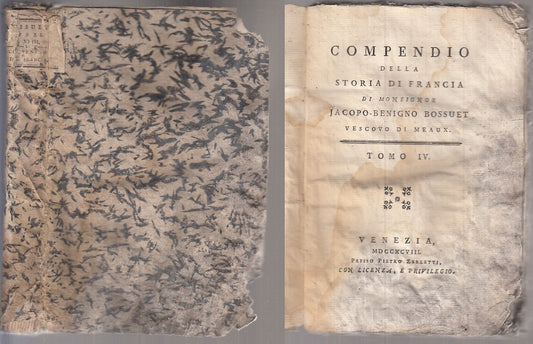 COMPENDIO
DELLA
STORIA DI FRANCIA
DI MONSIGNOR
JACOPO-BENIGNO BOSSUET
VESCOVO DI MEAUX.
TOMO IV.
VENEZIA,
MDCCXCVIII.
PRESSO PIETRO ZERLETTI,
CON LICENZA, E PRIVILEGIO.